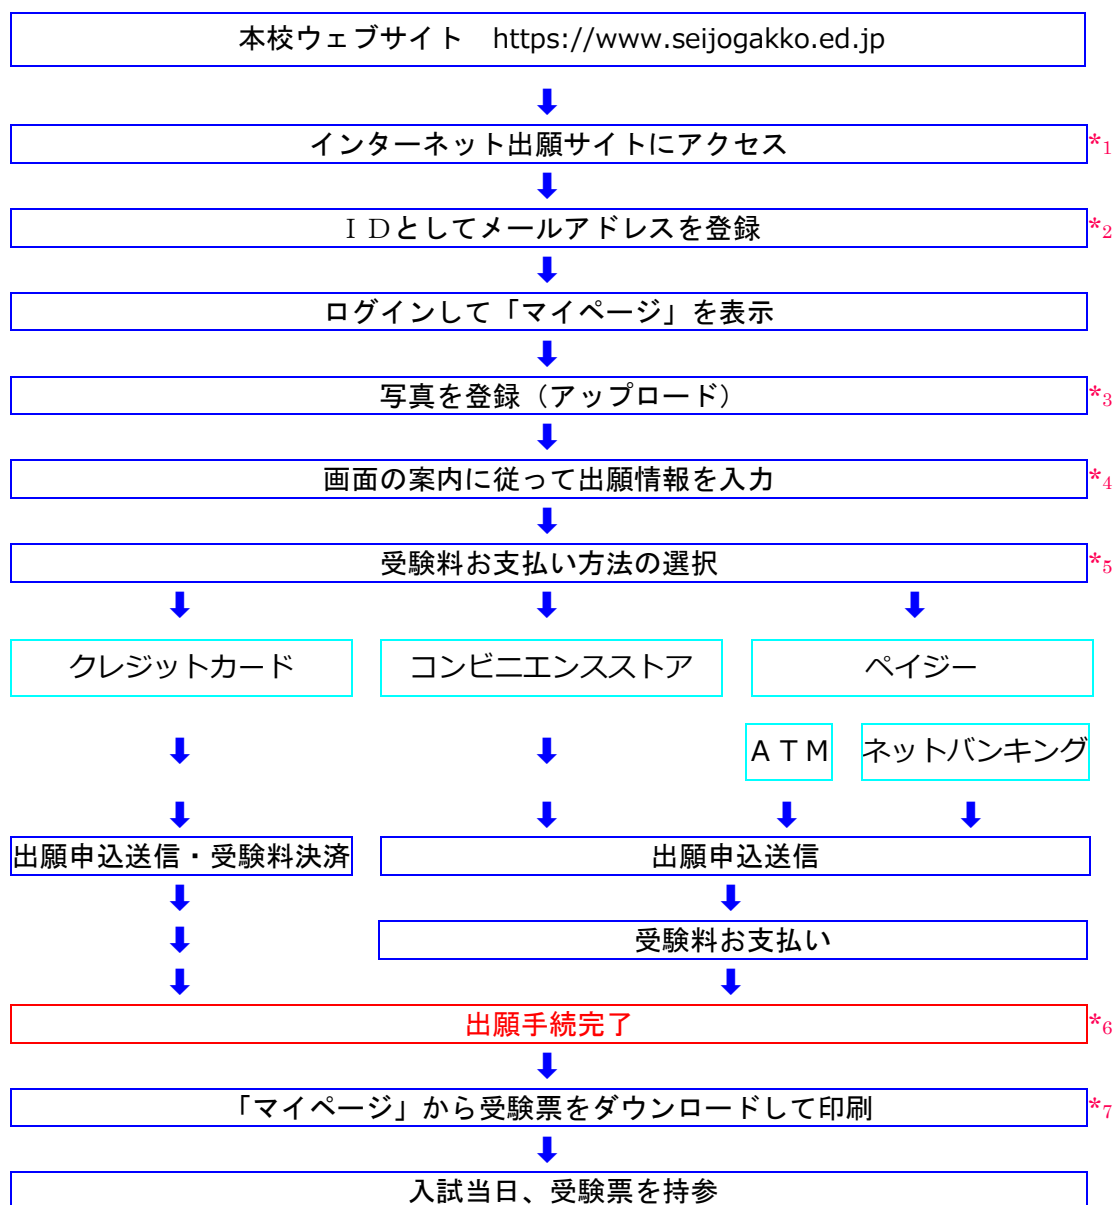 本校ウェブサイト　https://www.seijogakko.ed.jp
インターネット出願サイトにアクセス *1
ＩＤとしてメールアドレスを登録 *2
ログインして「マイページ」を表示
写真を登録（アップロード） *3
画面の案内に従って出願情報を入力 *4
受験料お支払い方法の選択 *5
クレジットカード　コンビニエンスストア　ペイジー
ＡＴＭ　ネットバンキング
出願申込送信・受験料決済　出願申込送信
受験料お支払い
出願手続完了 *6
「マイページ」から受験票をダウンロードして印刷 *7
入試当日、受験票を持参